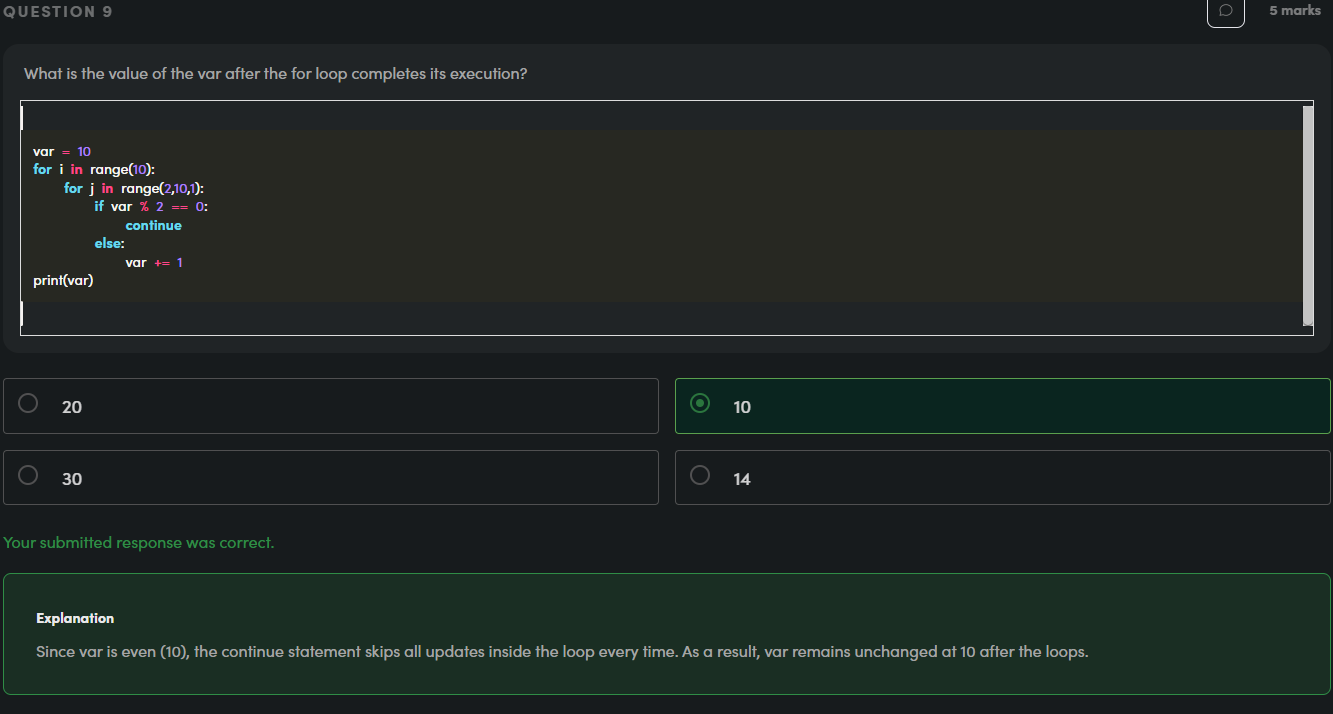 QUESTION 9
5 marks
What is the value of the var after the for loop completes its execution?
var = 10
for i in range(10):
    for j in range(2,10,1):
        if var % 2 == 0:
            continue
        else:
            var += 1
print(var)
20
10
30
14
Your submitted response was correct.
Explanation
Since var is even (10), the continue statement skips all updates inside the loop every time. As a result, var remains unchanged at 10 after the loops.